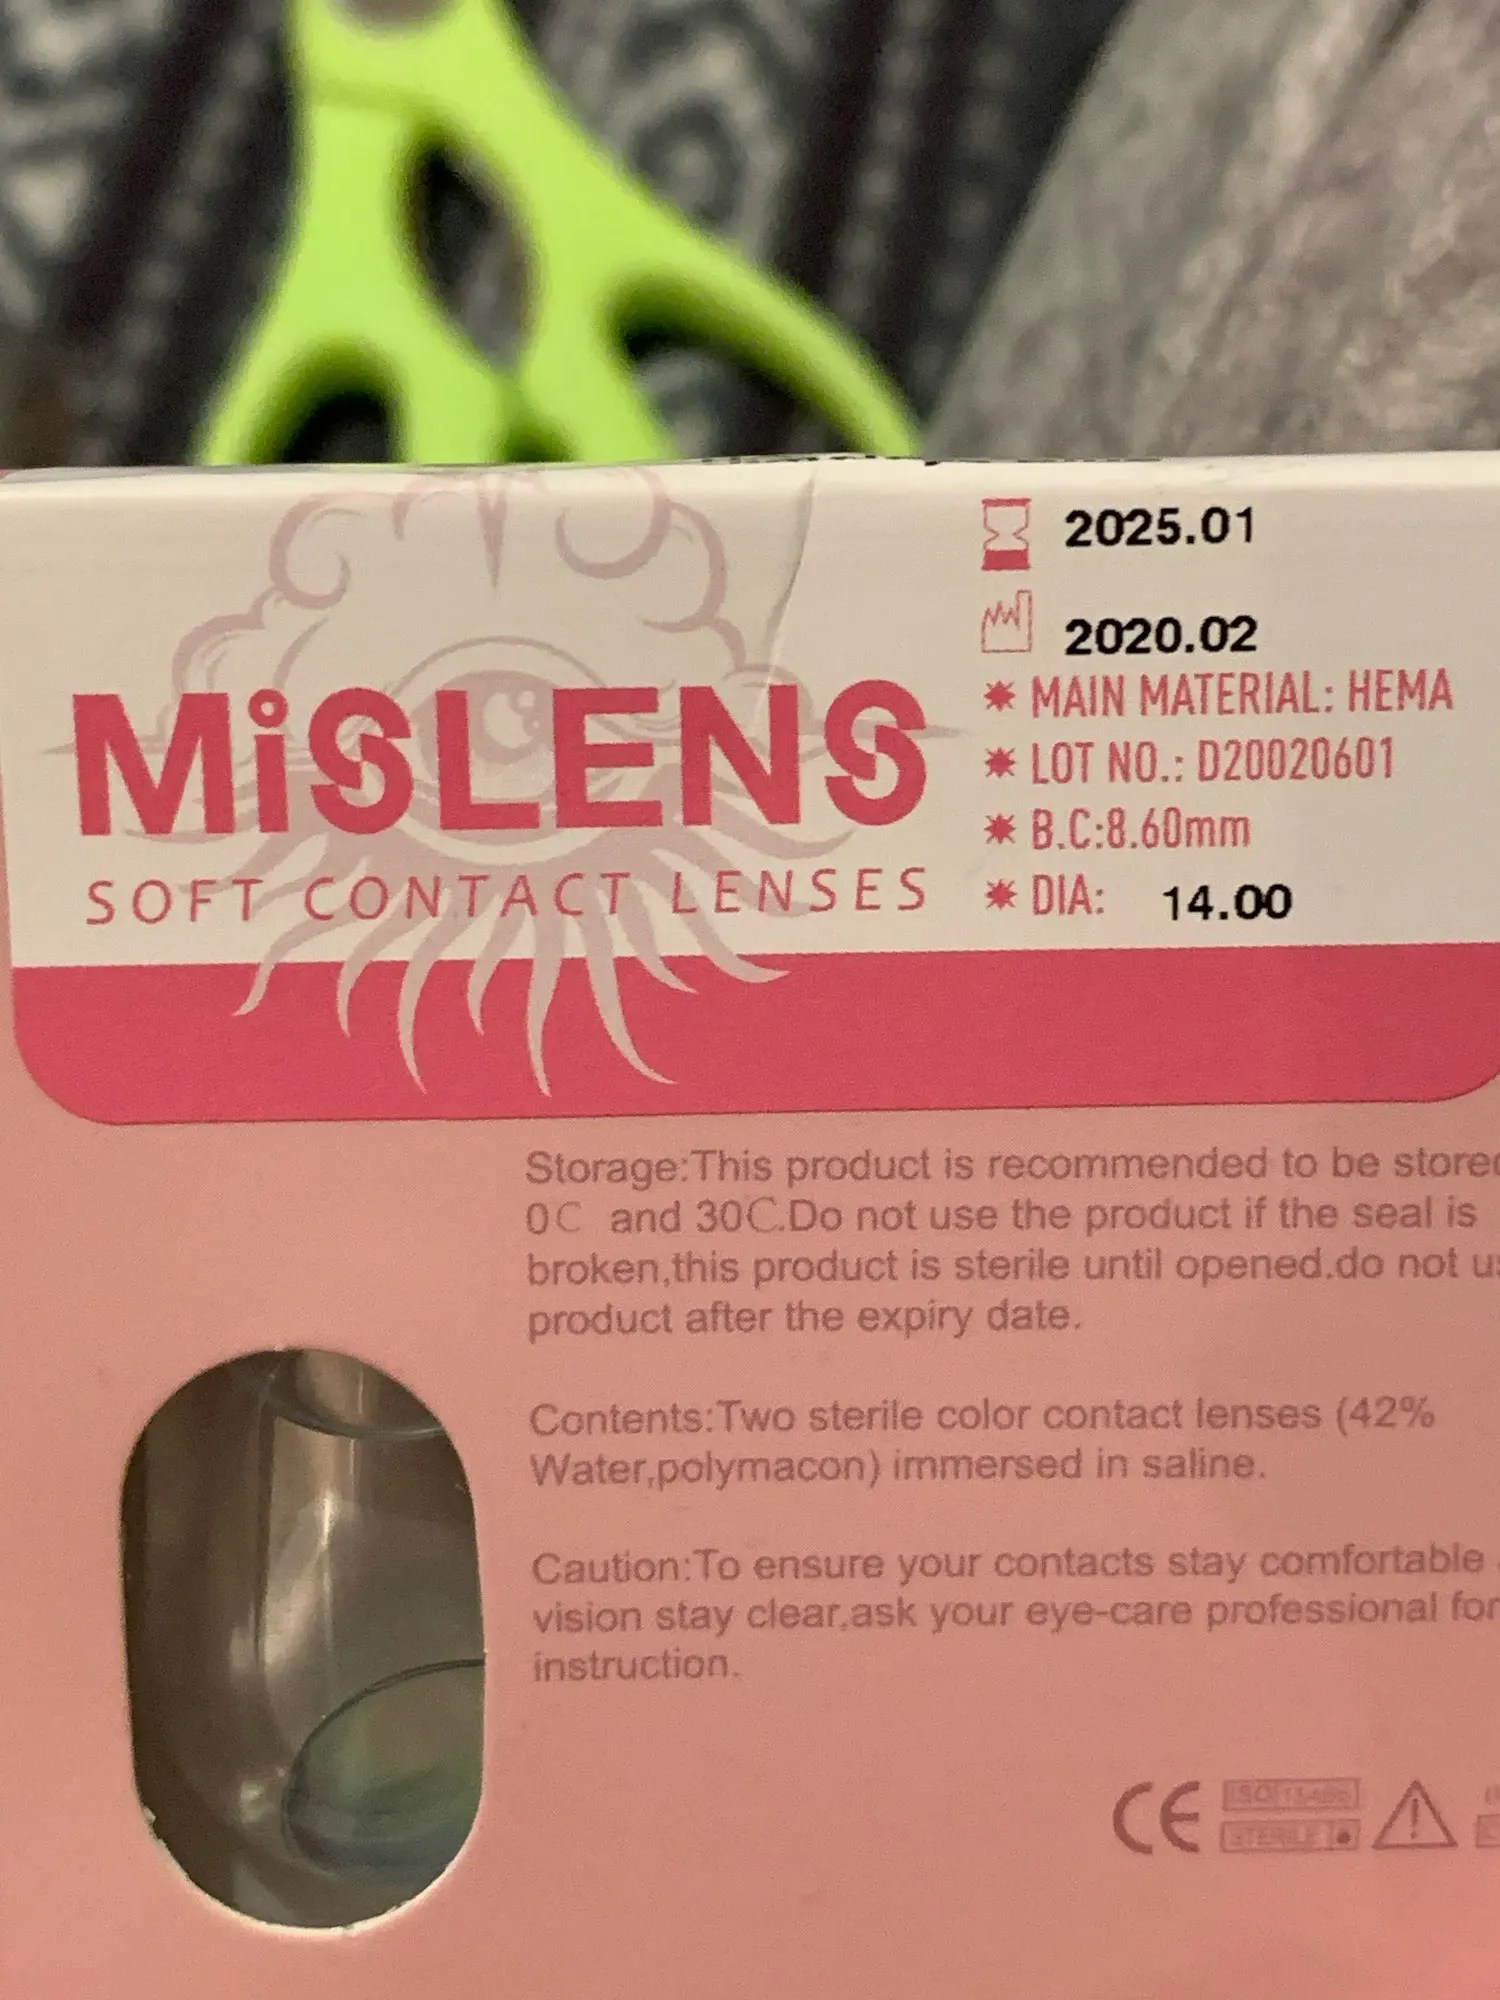 2025.01
2020.02
MiSLENS
SOFT CONTACT LENSES
✷ MAIN MATERIAL: HEMA
✷ LOT NO.: D20020601
✷ B.C:8.60mm
✷ DIA: 14.00
Storage:This product is recommended to be stored
0C and 30C.Do not use the product if the seal is
broken,this product is sterile until opened.do not
product after the expiry date.
Contents:Two sterile color contact lenses (42%
Water,polymacon) immersed in saline.
Caution:To ensure your contacts stay comfortable
vision stay clear,ask your eye-care professional for
instruction.
CE
ISO
STERILE